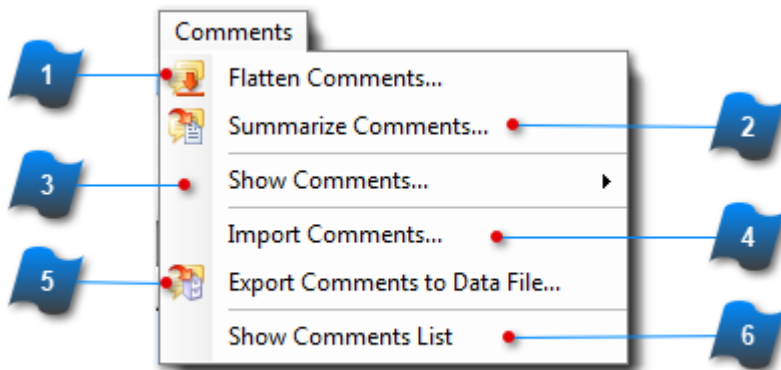 Comments
1
Flatten Comments...
Summarize Comments...
2
3
Show Comments...
Import Comments...
4
5
Export Comments to Data File...
Show Comments List
6